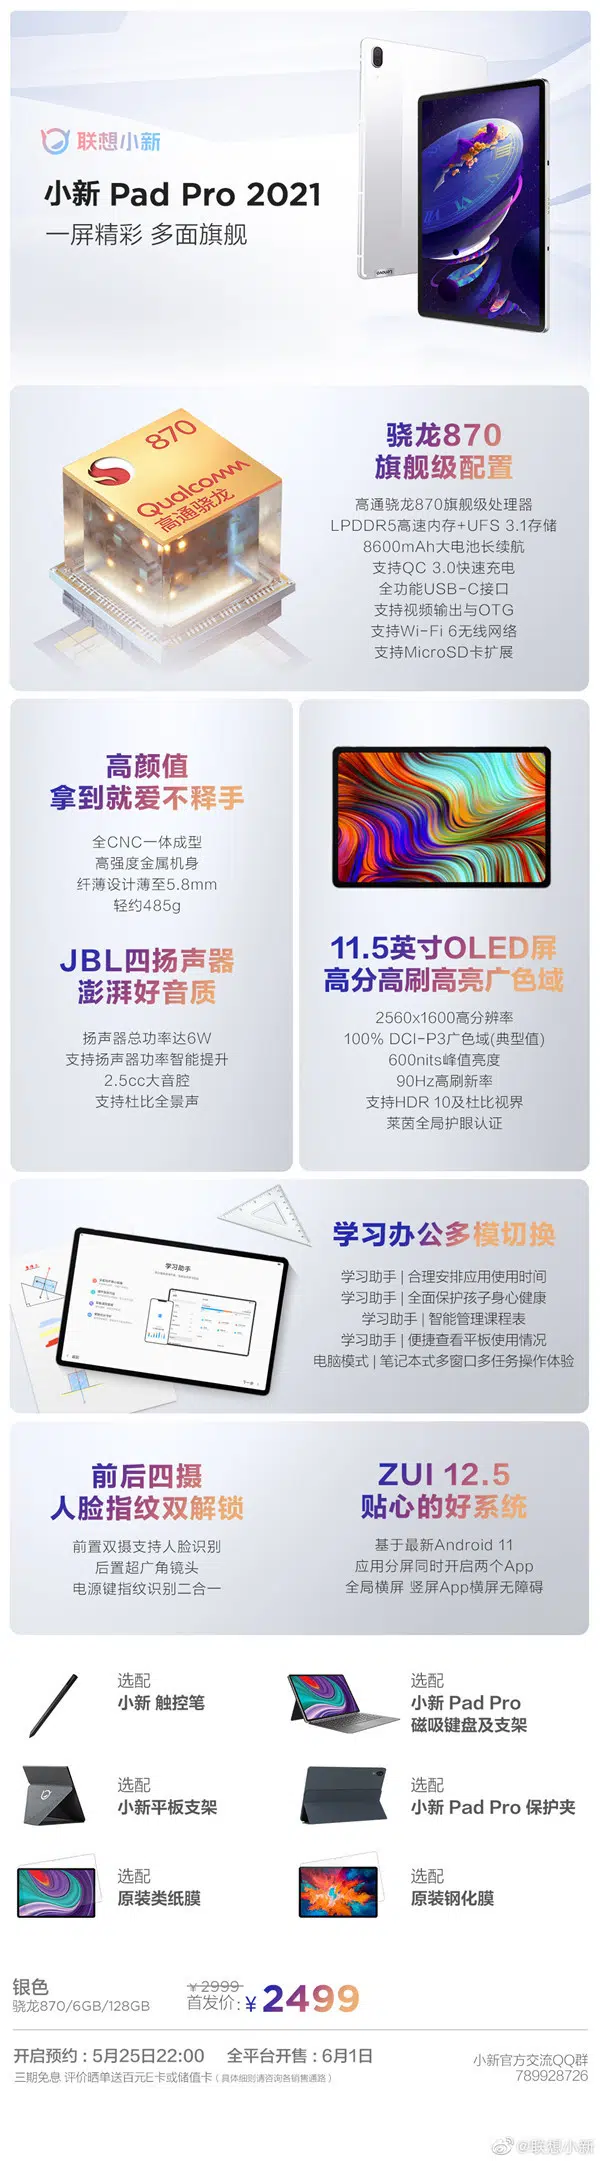 联想小新
小新 Pad Pro 2021
一屏精彩 多面旗舰
870
Qualcomm
高通骁龙
骁龙870
旗舰级配置
高通骁龙870旗舰级处理器
LPDDR5高速内存+UFS 3.1存储
8600mAh大电池长续航
支持QC 3.0快速充电
全功能USB-C接口
支持视频输出与OTG
支持Wi-Fi 6无线网络
支持MicroSD卡扩展
高颜值
拿到就爱不释手
全CNC一体成型
高强度金属机身
纤薄设计薄至5.8mm
轻约485g
JBL四扬声器
澎湃好音质
扬声器总功率达6W
支持扬声器功率智能提升
2.5cc大音腔
支持杜比全景声
11.5英寸OLED屏
高分高刷高亮广色域
2560x1600高分辨率
100% DCI-P3广色域(典型值)
600nits峰值亮度
90Hz高刷新率
支持HDR 10及杜比视界
莱茵全局护眼认证
学习助手
学习办公多模切换
学习助手 | 合理安排应用使用时间
学习助手 | 全面保护孩子身心健康
学习助手 | 智能管理课程表
学习助手 | 便捷查看平板使用情况
电脑模式 | 笔记本式多窗口多任务操作体验
前后四摄
人脸指纹双解锁
前置双摄支持人脸识别
后置超广角镜头
电源键指纹识别二合一
ZUI 12.5
贴心的好系统
基于最新Android 11
应用分屏同时开启两个App
全局横屏 竖屏App横屏无障碍
选配
小新 触控笔
选配
小新 Pad Pro
磁吸键盘及支架
选配
小新平板支架
选配
小新 Pad Pro 保护夹
选配
原装类纸膜
选配
原装钢化膜
银色
骁龙870/6GB/128GB
¥2999
首发价: ¥2499
开启预约：5月25日22:00 全平台开售：6月1日
三期免息 评价晒单送百元E卡或储值卡（具体细则请咨询各销售通路）
小新官方交流QQ群
789928726
@联想小新